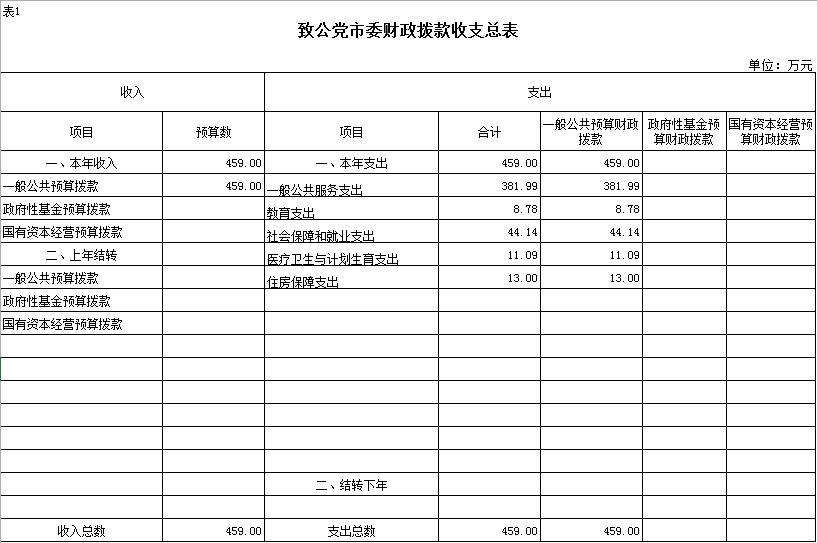 表1
致公党市委财政拨款收支总表
单位：万元
收入 支出
项目 预算数 项目 合计 一般公共预算财政拨款 政府性基金预算财政拨款 国有资本经营预算财政拨款
一、本年收入 459.00 一、本年支出 459.00 459.00
一般公共预算拨款 459.00 一般公共服务支出 381.99 381.99
政府性基金预算拨款 教育支出 8.78 8.78
国有资本经营预算拨款 社会保障和就业支出 44.14 44.14
二、上年结转 医疗卫生与计划生育支出 11.09 11.09
一般公共预算拨款 住房保障支出 13.00 13.00
政府性基金预算拨款
国有资本经营预算拨款
二、结转下年
收入总数 459.00 支出总数 459.00 459.00